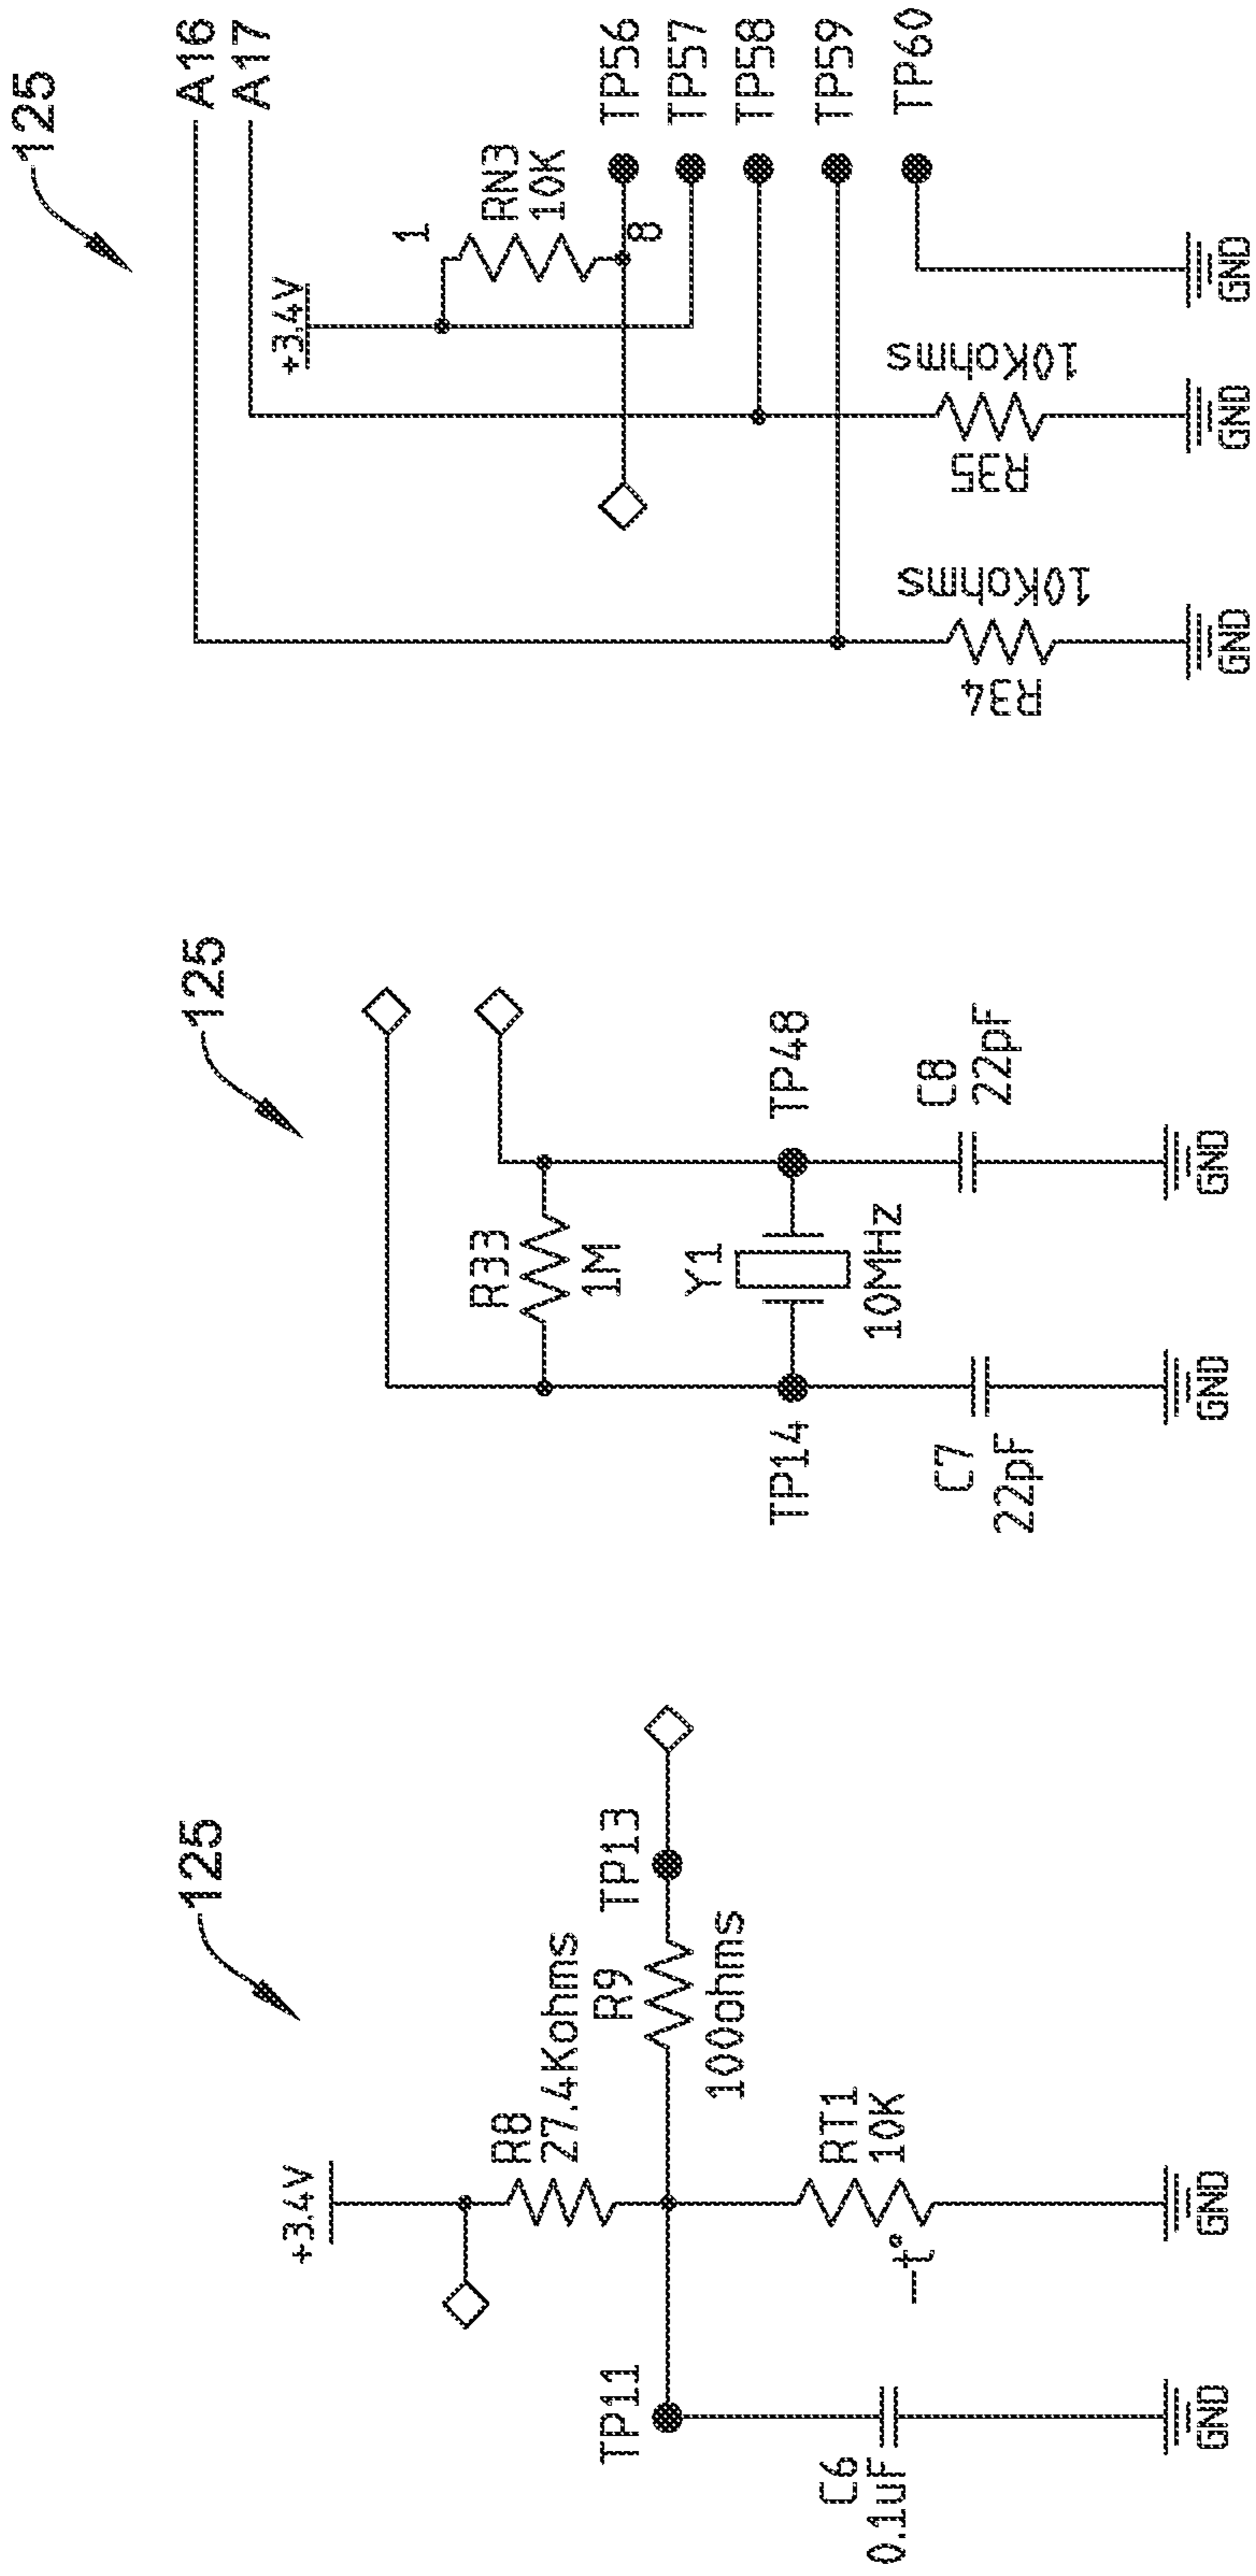 125
+3.4V
R8
27.4Kohms
R9
100ohms
TP13
TP11
C6
0.1uF
RT1
10K
-t°
GND
GND
125
R33
1M
Y1
10MHz
TP14
TP48
C7
22pF
C8
22pF
GND
GND
125
A16
A17
+3.4V
1
RN3
10K
8
TP56
TP57
TP58
TP59
TP60
R34
10Kohms
R35
10Kohms
GND
GND
GND